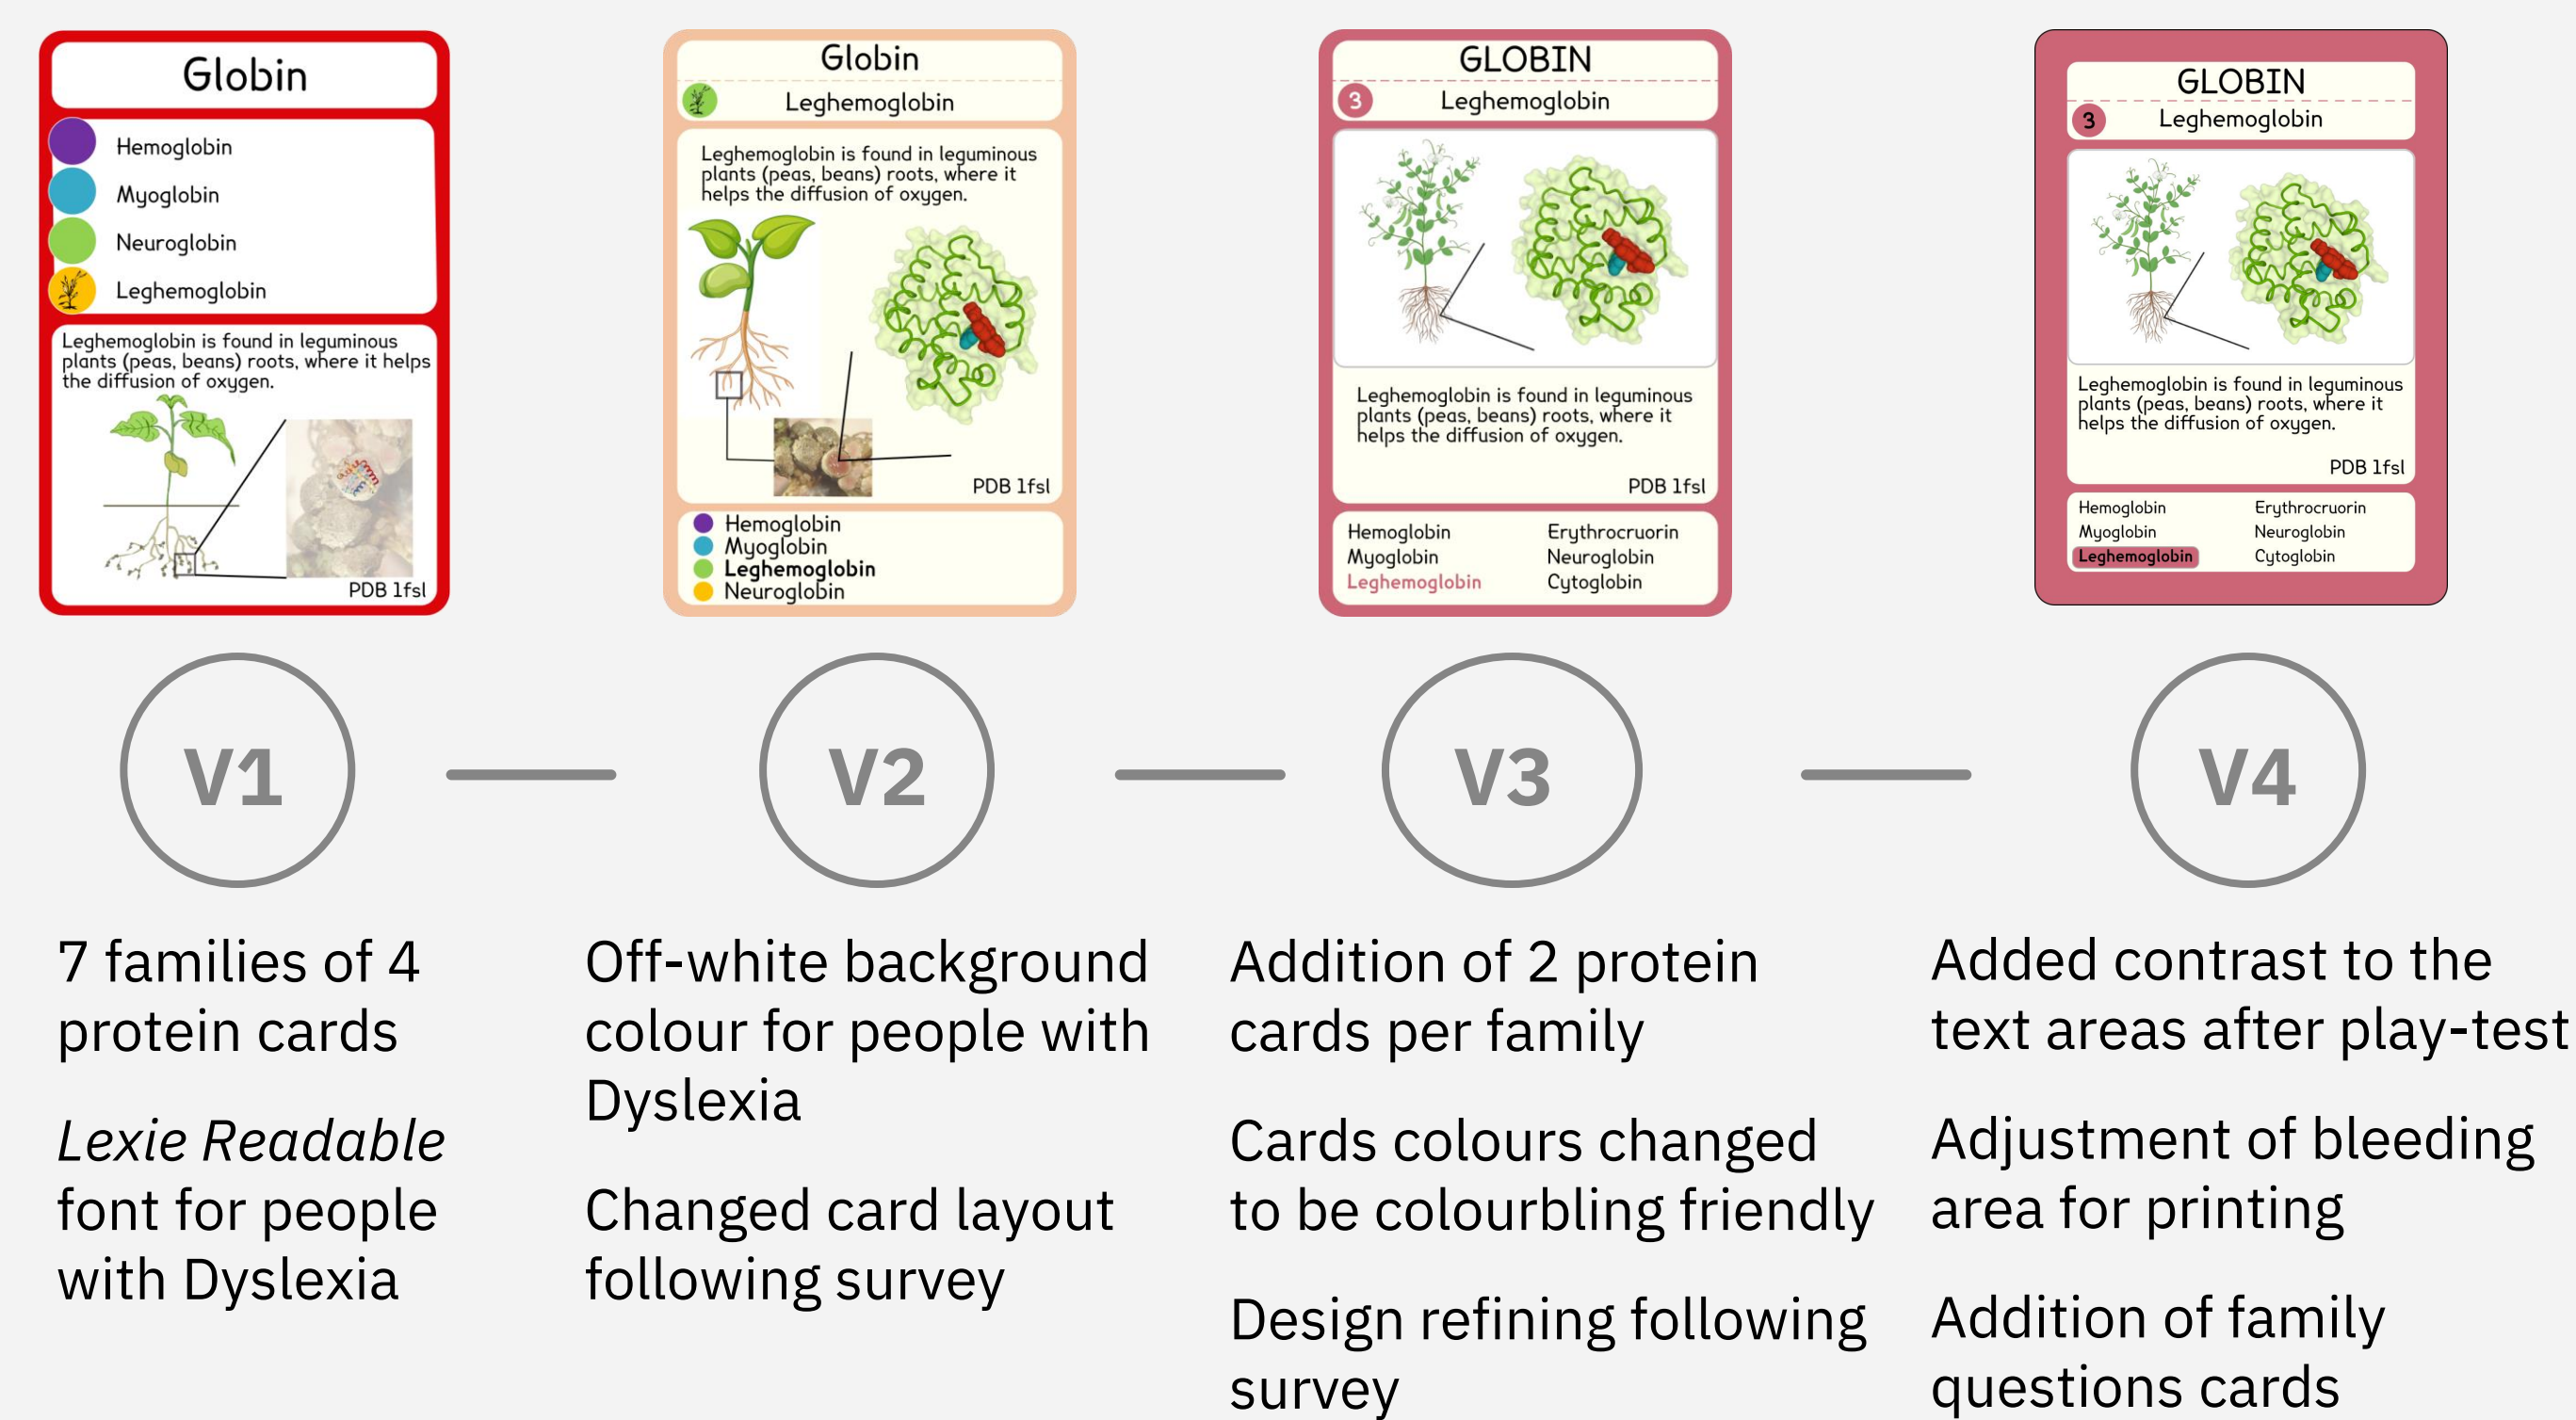 Globin
Hemoglobin
Myoglobin
Neuroglobin
Leghemoglobin
Leghemoglobin is found in leguminous
plants (peas, beans) roots, where it helps
the diffusion of oxygen.
PDB 1fsl
Globin
Leghemoglobin
Leghemoglobin is found in leguminous
plants (peas, beans) roots, where it
helps the diffusion of oxygen.
PDB 1fsl
Hemoglobin
Myoglobin
Leghemoglobin
Neuroglobin
GLOBIN
3 Leghemoglobin
Leghemoglobin is found in leguminous
plants (peas, beans) roots, where it
helps the diffusion of oxygen.
PDB 1fsl
Hemoglobin Erythrocruorin
Myoglobin Neuroglobin
Leghemoglobin Cytoglobin
GLOBIN
3 Leghemoglobin
Leghemoglobin is found in leguminous
plants (peas, beans) roots, where it
helps the diffusion of oxygen.
PDB 1fsl
Hemoglobin Erythrocruorin
Myoglobin Neuroglobin
Leghemoglobin Cytoglobin
V1
V2
V3
V4
7 families of 4
protein cards
Lexie Readable
font for people
with Dyslexia
Off-white background
colour for people with
Dyslexia
Changed card layout
following survey
Addition of 2 protein
cards per family
Cards colours changed
to be colourbling friendly
Design refining following
survey
Added contrast to the
text areas after play-test
Adjustment of bleeding
area for printing
Addition of family
questions cards